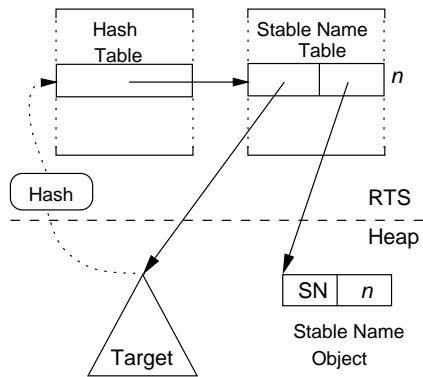 Hash
Table
Stable Name
Table
n
Hash
RTS
Heap
SN
n
Target
Stable Name
Object